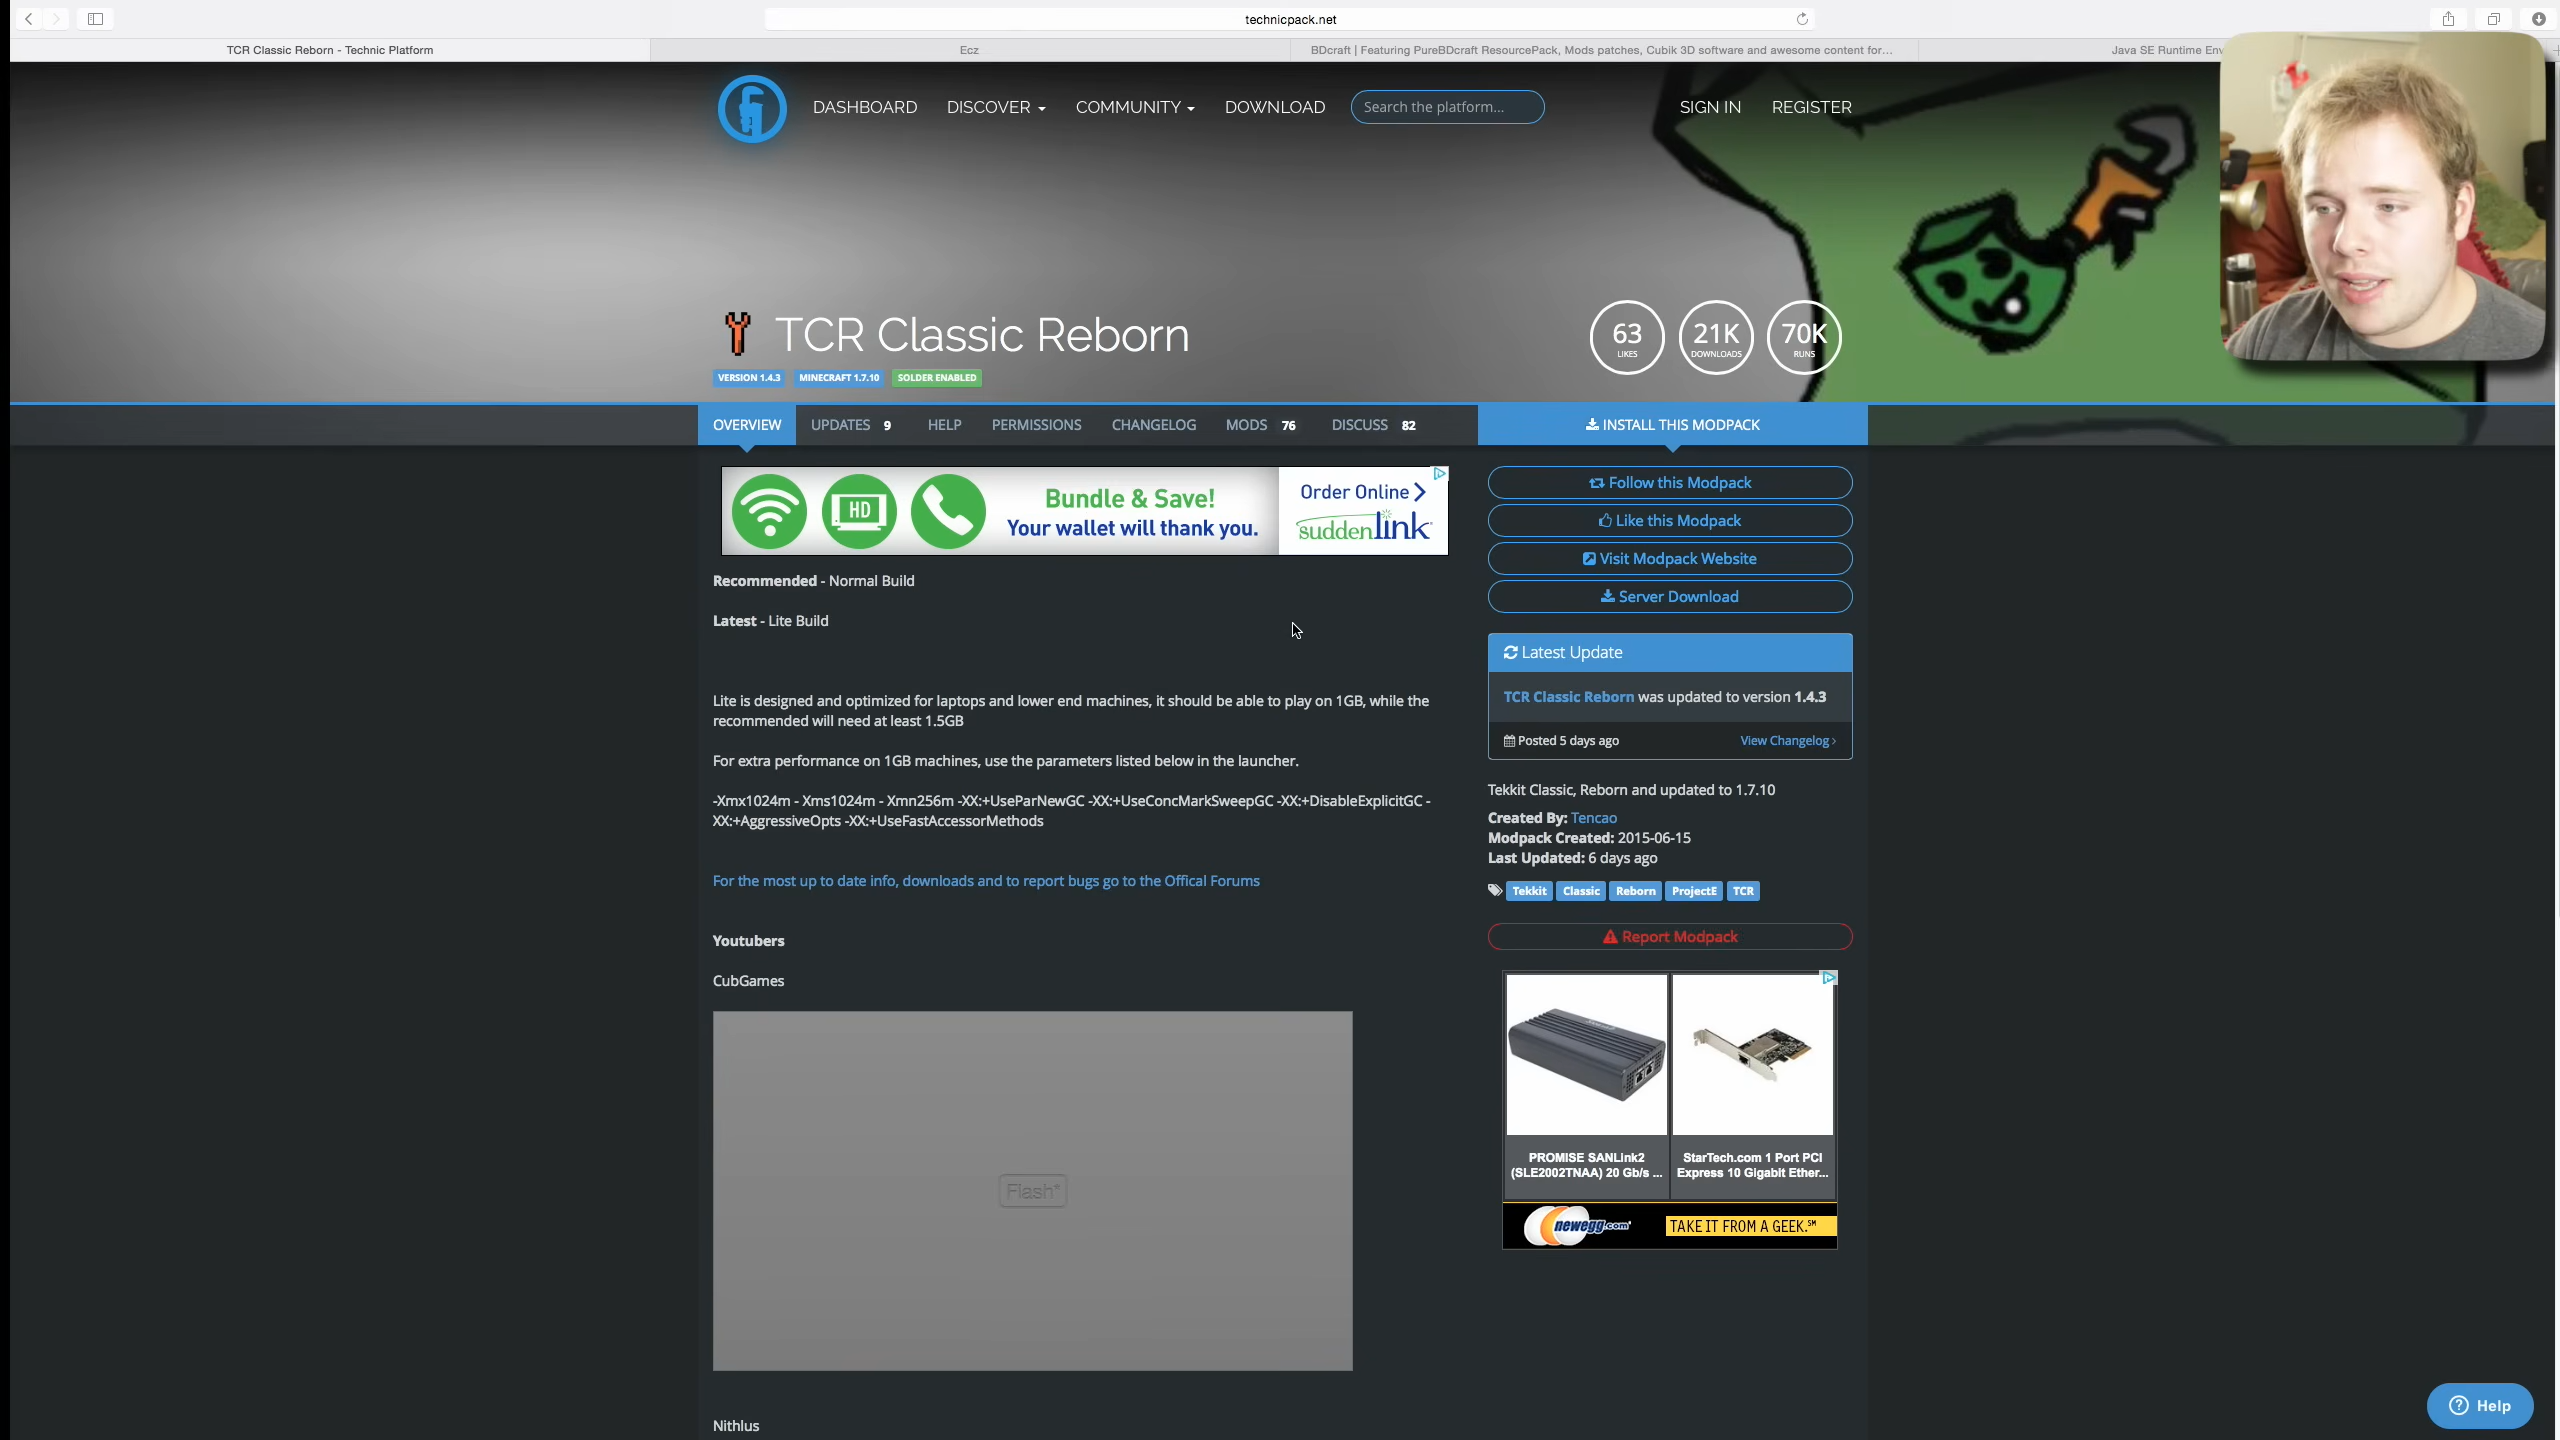 technicpack.net
TCR Classic Reborn - Technic Platform
Ecz
BDcraft | Featuring PureBDcraft ResourcePack, Mods patches, Cubik 3D software and awesome content for...
Java SE Runtime Env
DASHBOARD
DISCOVER
COMMUNITY
DOWNLOAD
Search the platform...
SIGN IN
REGISTER
TCR Classic Reborn
63
LIKES
21K
DOWNLOADS
70K
RUNS
VERSION 1.4.3
MINECRAFT 1.7.10
SOLDER ENABLED
OVERVIEW
UPDATES 9
HELP
PERMISSIONS
CHANGELOG
MODS 76
DISCUSS 82
INSTALL THIS MODPACK
HD
Bundle & Save!
Your wallet will thank you.
Order Online
suddenlink
Follow this Modpack
Like this Modpack
Visit Modpack Website
Server Download
Recommended - Normal Build
Latest - Lite Build
Lite is designed and optimized for laptops and lower end machines, it should be able to play on 1GB, while the
recommended will need at least 1.5GB
For extra performance on 1GB machines, use the parameters listed below in the launcher.
-Xmx1024m - Xms1024m - Xmn256m -XX:+UseParNewGC -XX:+UseConcMarkSweepGC -XX:+DisableExplicitGC -
XX:+AggressiveOpts -XX:+UseFastAccessorMethods
For the most up to date info, downloads and to report bugs go to the Offical Forums
Youtubers
CubGames
Flash*
Nithlus
Latest Update
TCR Classic Reborn was updated to version 1.4.3
Posted 5 days ago
View Changelog
Tekkit Classic, Reborn and updated to 1.7.10
Created By: Tencao
Modpack Created: 2015-06-15
Last Updated: 6 days ago
Tekkit
Classic
Reborn
ProjectE
TCR
Report Modpack
PROMISE SANLink2
(SLE2002TNAA) 20 Gb/s ...
StarTech.com 1 Port PCI
Express 10 Gigabit Ether...
newegg.com
TAKE IT FROM A GEEK.℠
Help